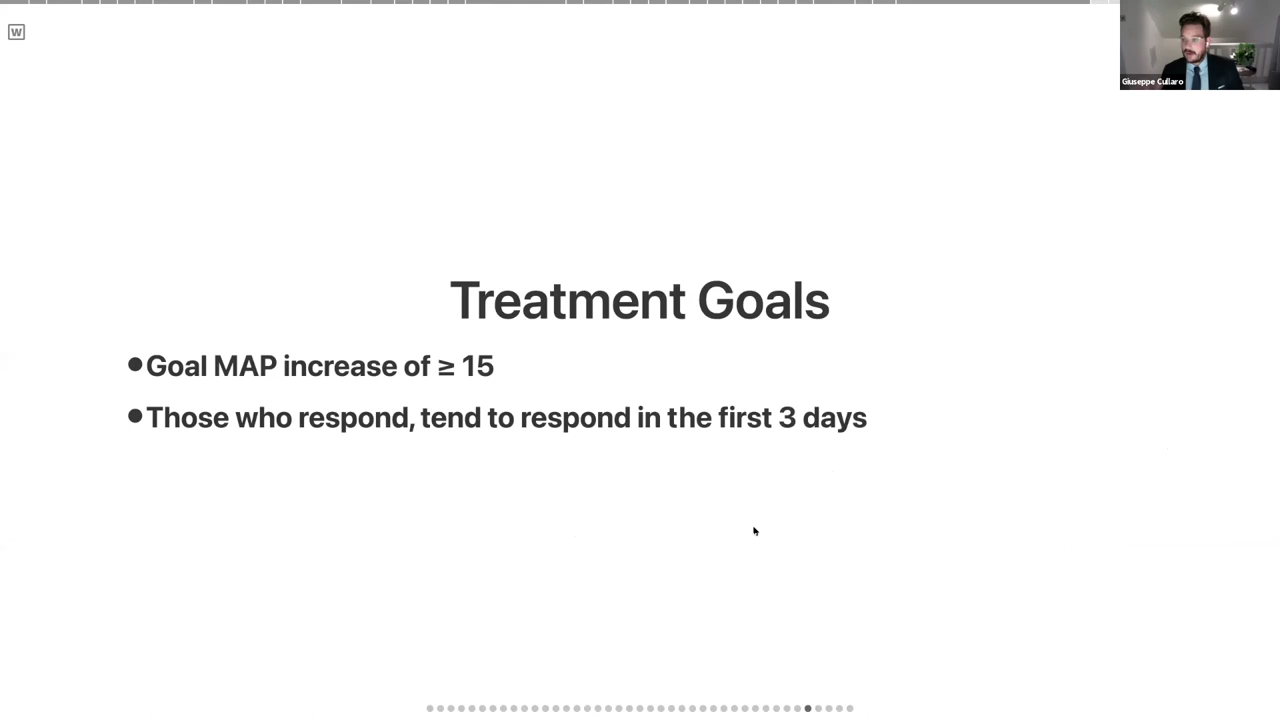 W
Giuseppe Cullaro
Treatment Goals
●Goal MAP increase of ≥ 15
●Those who respond, tend to respond in the first 3 days